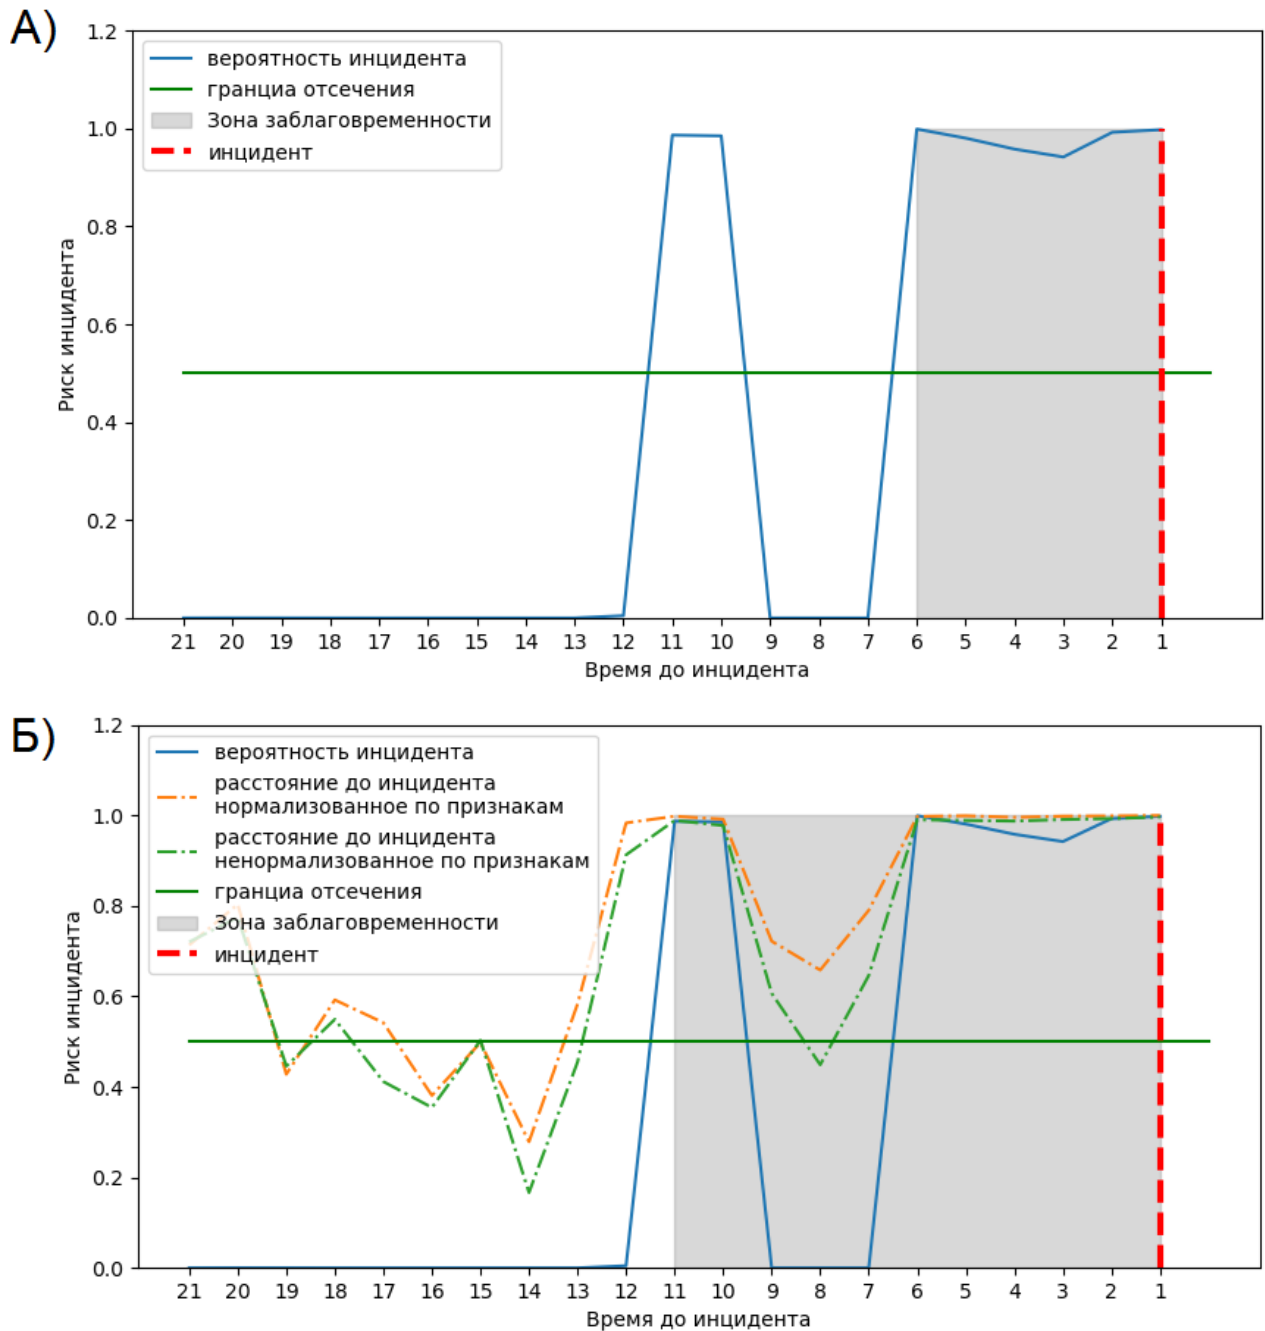 А)
1.2
1.0
0.8
0.6
0.4
0.2
0.0
Риск инцидента
вероятность инцидента
гранциа отсечения
Зона заблаговременности
инцидент
21 20 19 18 17 16 15 14 13 12 11 10 9 8 7 6 5 4 3 2 1
Время до инцидента
Б)
1.2
1.0
0.8
0.6
0.4
0.2
0.0
Риск инцидента
вероятность инцидента
расстояние до инцидента
нормализованное по признакам
расстояние до инцидента
ненормализованное по признакам
гранциа отсечения
Зона заблаговременности
инцидент
21 20 19 18 17 16 15 14 13 12 11 10 9 8 7 6 5 4 3 2 1
Время до инцидента